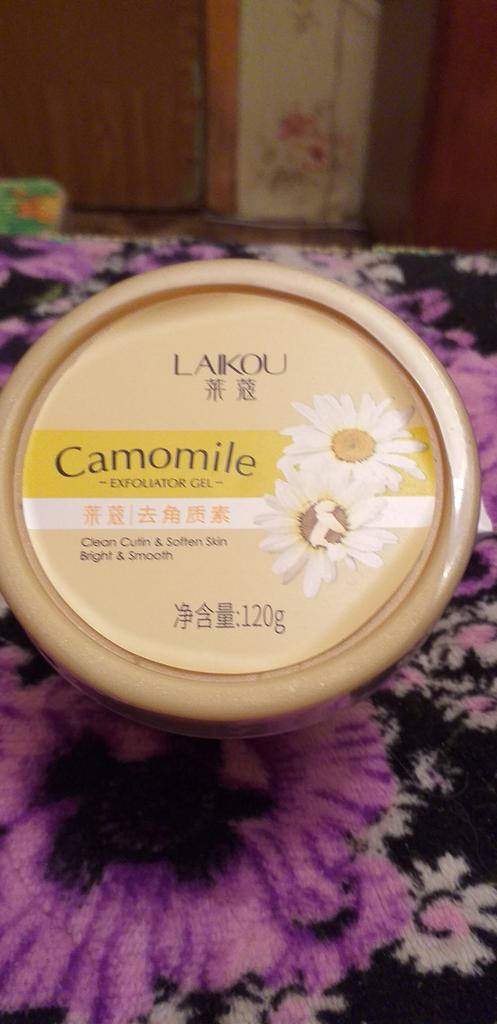 LAIKOU
莱蔻
Camomile
-EXFOLIATOR GEL-
莱蔻|去角质素
Clean Cutin & Soften Skin
Bright & Smooth
净含量:120g